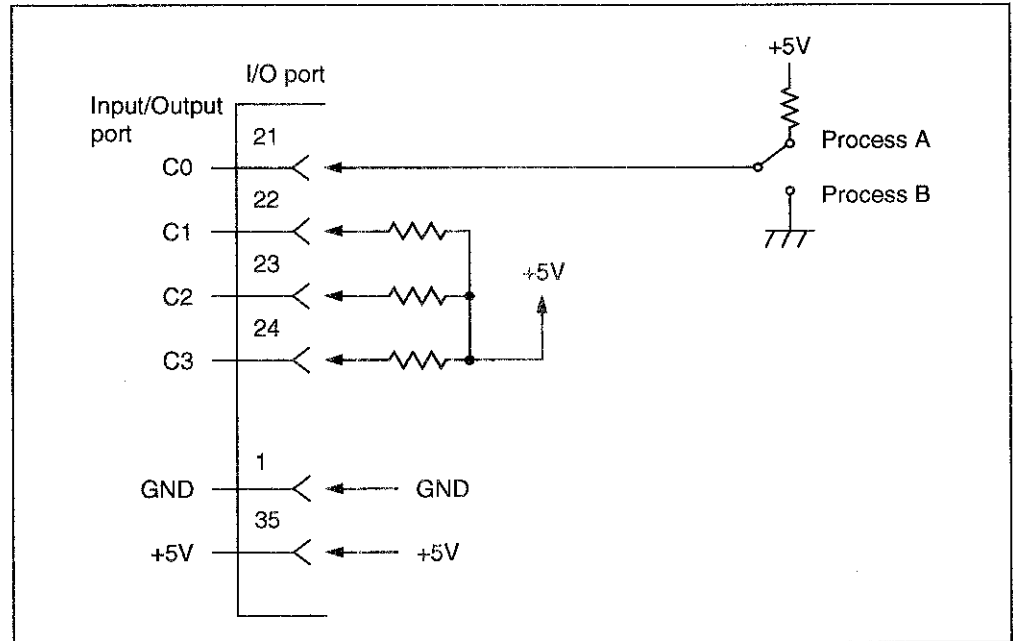 +5V
I/O port
Input/Output
port
21
Process A
C0
22
Process B
C1
23
+5V
C2
24
C3
1
GND
GND
35
+5V
+5V